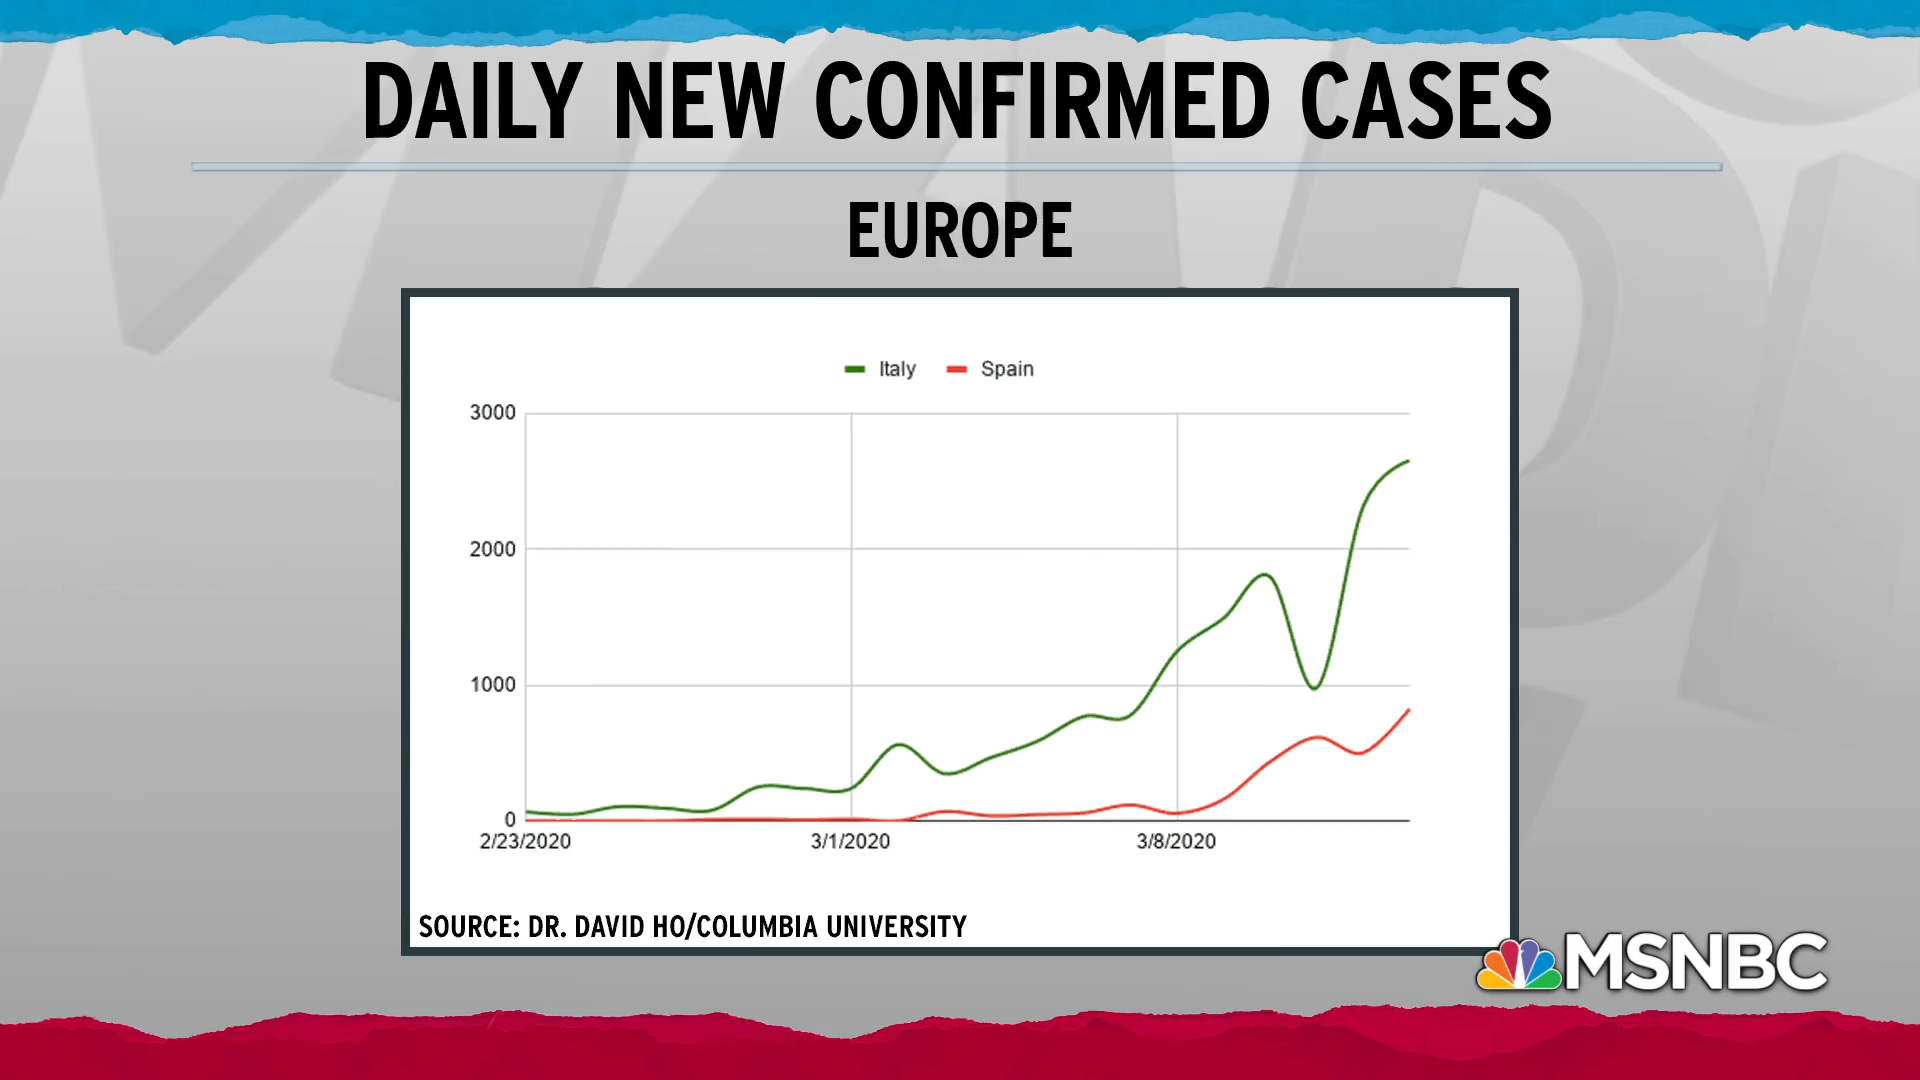 DAILY NEW CONFIRMED CASES
EUROPE
Italy Spain
3000
2000
1000
0
2/23/2020 3/1/2020 3/8/2020
SOURCE: DR. DAVID HO/COLUMBIA UNIVERSITY
MSNBC